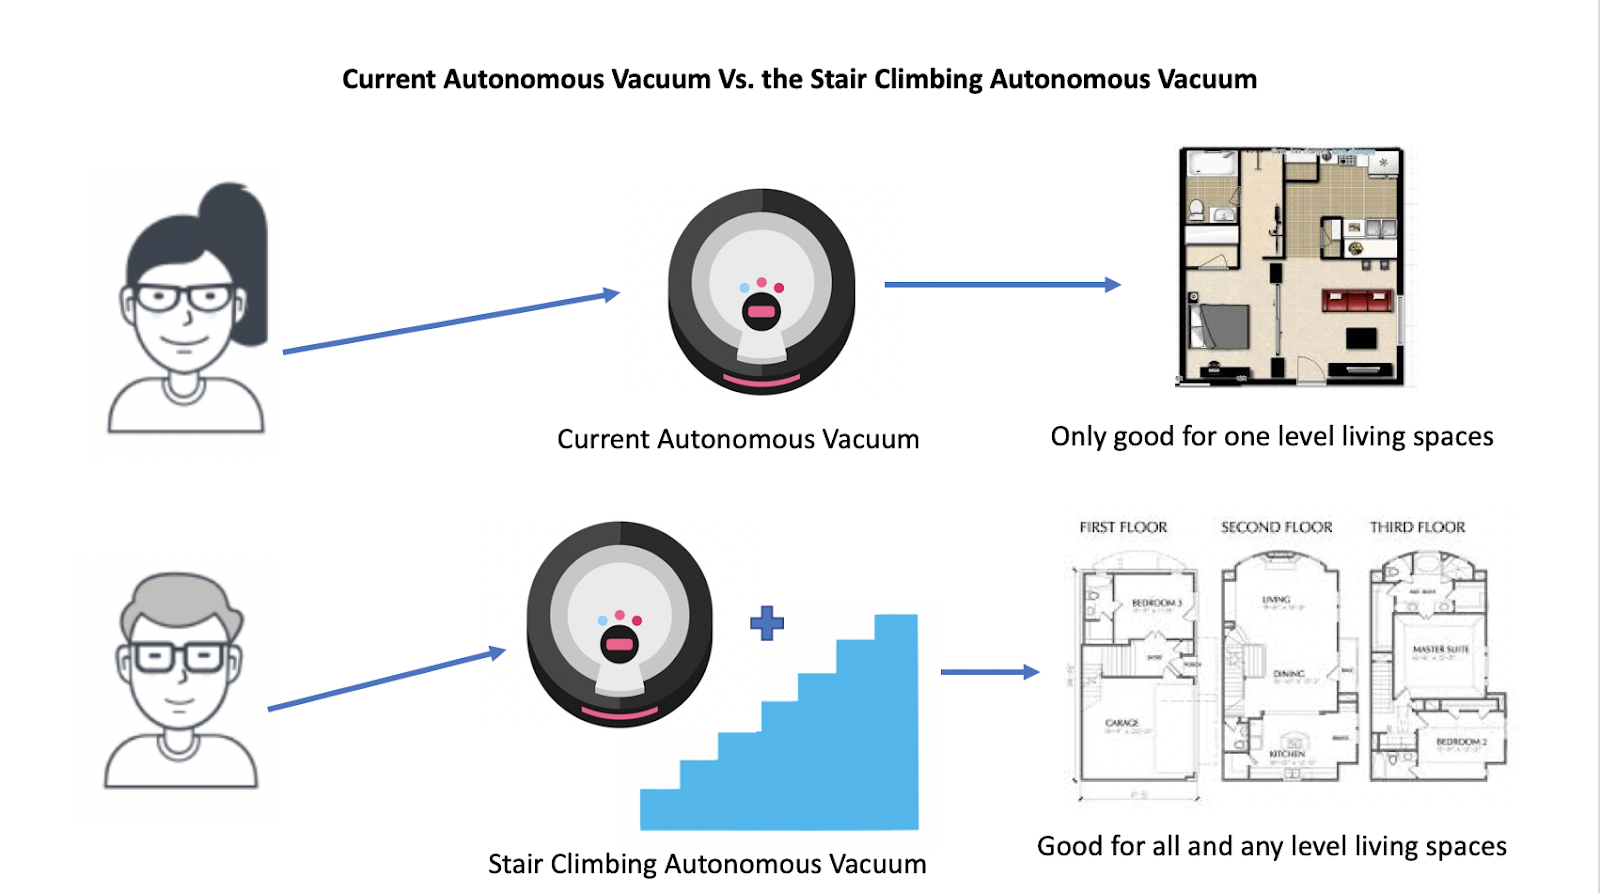 Current Autonomous Vacuum Vs. the Stair Climbing Autonomous Vacuum
Current Autonomous Vacuum
Only good for one level living spaces
FIRST FLOOR
SECOND FLOOR
THIRD FLOOR
BEDROOM 3
LIVING
MASTER SUITE
DINING
GARAGE
KITCHEN
BEDROOM 2
Stair Climbing Autonomous Vacuum
Good for all and any level living spaces